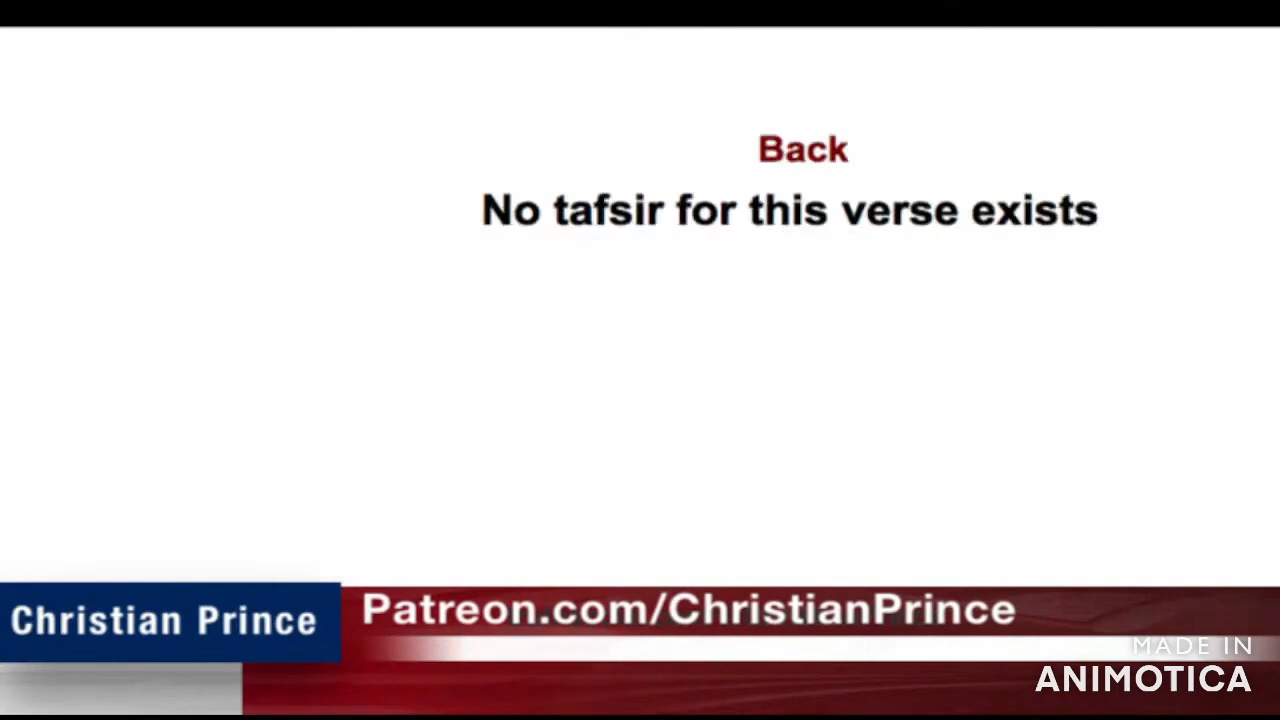 Back
No tafsir for this verse exists
Christian Prince
Patreon.com/ChristianPrince
MADE IN
ANIMOTICA